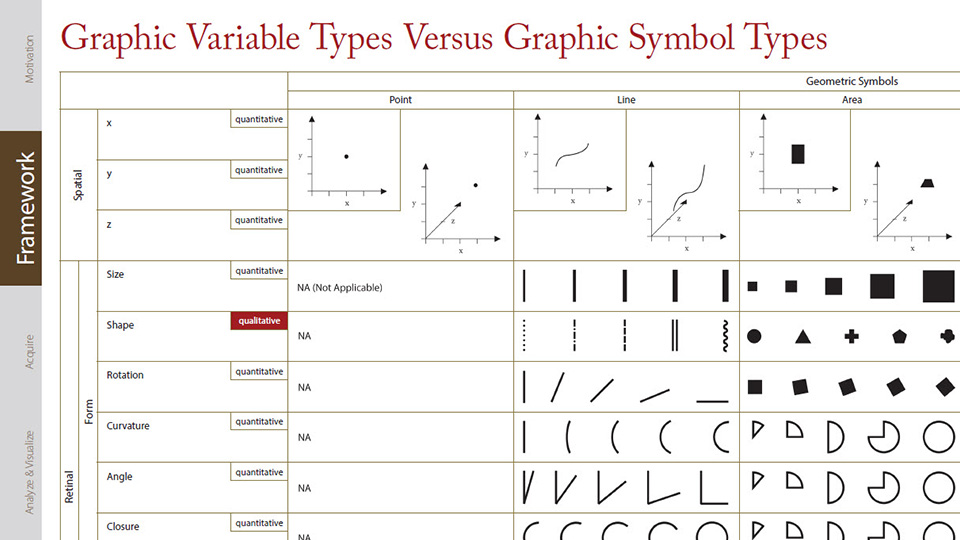 Graphic Variable Types Versus Graphic Symbol Types
Motivation
Framework
Acquire
Analyze & Visualize
Geometric Symbols
Point
Line
Area
Spatial
x
quantitative
y
quantitative
z
quantitative
y
x
y
z
x
y
x
y
z
x
y
x
y
z
x
Retinal
Form
Size
quantitative
NA (Not Applicable)
Shape
qualitative
NA
Rotation
quantitative
NA
Curvature
quantitative
NA
Angle
quantitative
NA
Closure
quantitative
NA